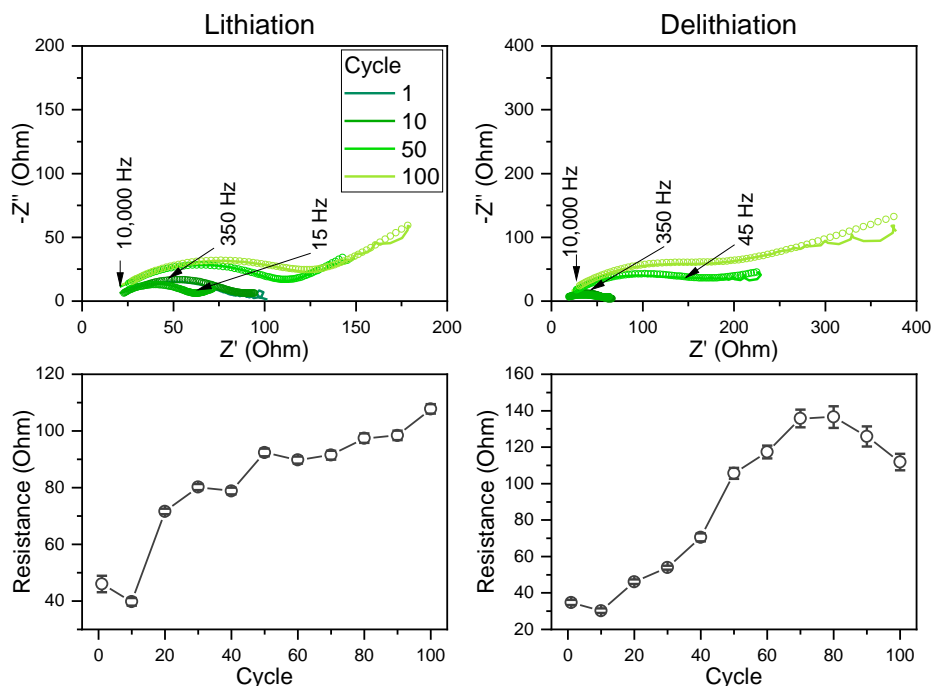 Lithiation
Delithiation
200
150
100
50
0
-Z'' (Ohm)
Cycle
1
10
50
100
10,000 Hz
350 Hz
15 Hz
0 50 100 150 200
Z' (Ohm)
400
300
200
100
0
-Z'' (Ohm)
10,000 Hz
350 Hz
45 Hz
0 100 200 300 400
Z' (Ohm)
120
100
80
60
40
Resistance (Ohm)
0 20 40 60 80 100
Cycle
160
140
120
100
80
60
40
20
Resistance (Ohm)
0 20 40 60 80 100
Cycle